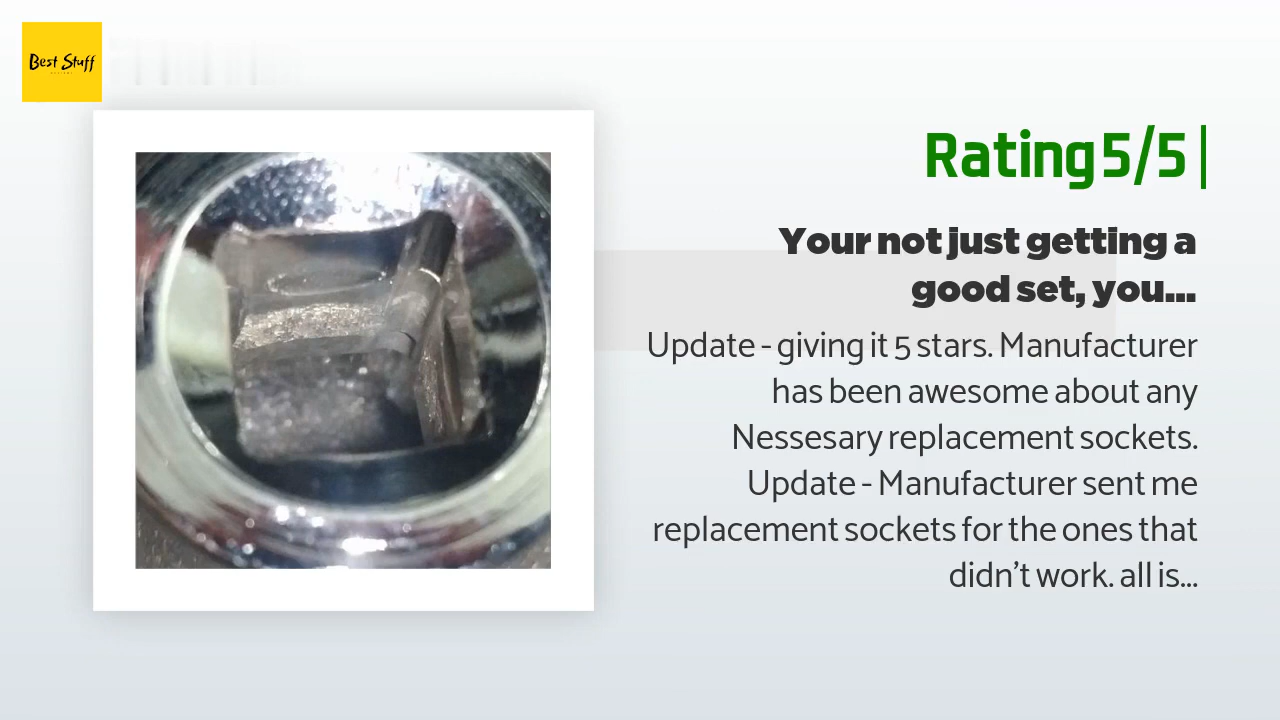 Best Stuff
Rating 5/5
Your not just getting a
good set, you...
Update - giving it 5 stars. Manufacturer
has been awesome about any
Nessesary replacement sockets.
Update - Manufacturer sent me
replacement sockets for the ones that
didn't work. all is...